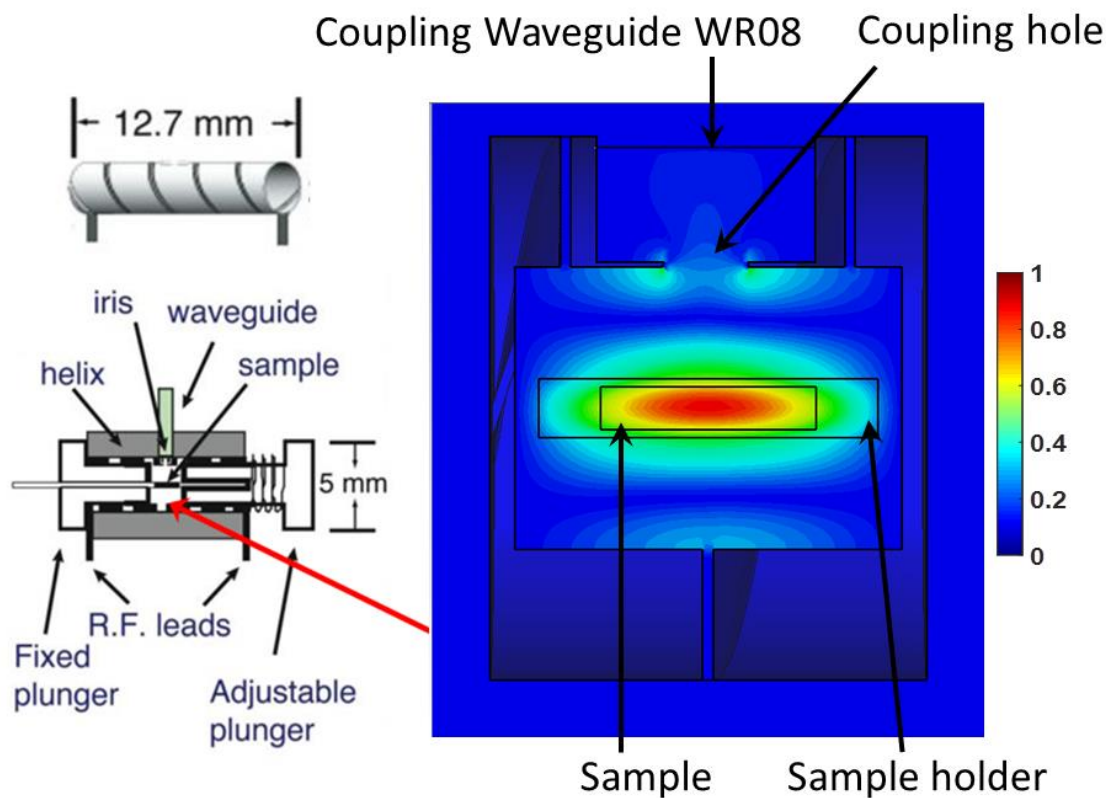 Coupling Waveguide WR08
Coupling hole
12.7 mm
iris
waveguide
sample
helix
5 mm
R.F. leads
Fixed
plunger
Adjustable
plunger
1
0.8
0.6
0.4
0.2
0
Sample
Sample holder